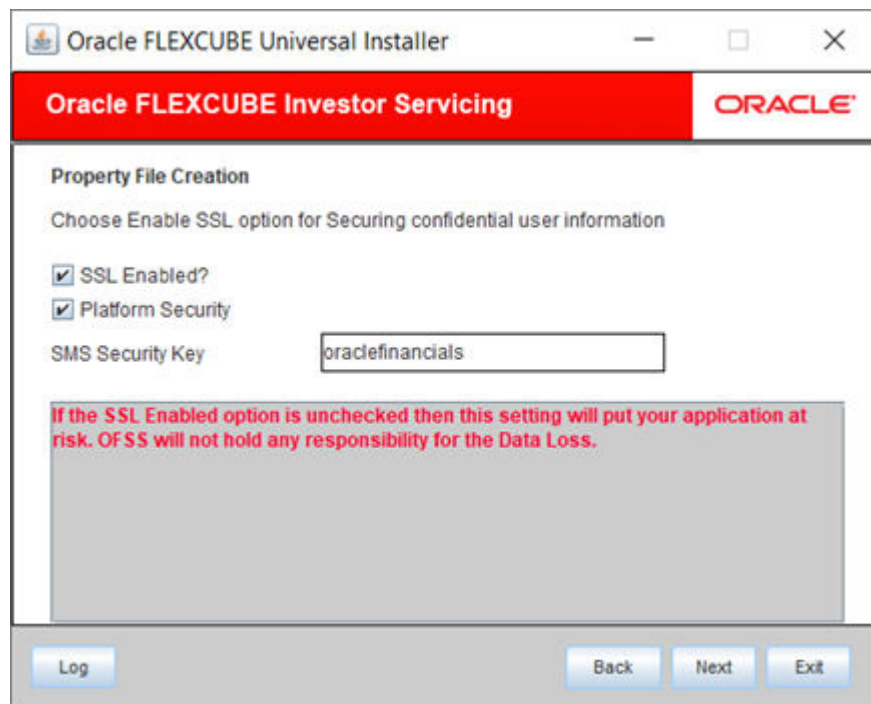 Oracle FLEXCUBE Universal Installer
Oracle FLEXCUBE Investor Servicing
ORACLE
Property File Creation
Choose Enable SSL option for Securing confidential user information
SSL Enabled?
Platform Security
SMS Security Key
oraclefinancials
If the SSL Enabled option is unchecked then this setting will put your application at
risk. OFSS will not hold any responsibility for the Data Loss.
Log
Back
Next
Exit